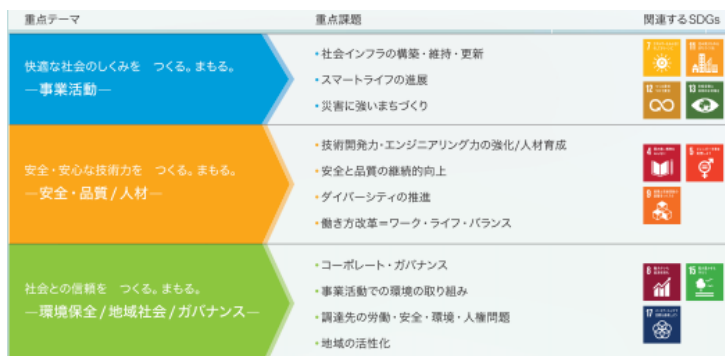 重点テーマ
重点課題
関連するSDGs
快適な社会のしくみを つくる。まもる。
―事業活動―
•社会インフラの構築・維持・更新
•スマートライフの進展
•災害に強いまちづくり
7
11
12
13
安全・安心な技術力を つくる。まもる。
―安全・品質/人材―
•技術開発力・エンジニアリング力の強化/人材育成
•安全と品質の継続的向上
•ダイバーシティの推進
•働き方改革=ワーク・ライフ・バランス
4
5
9
社会との信頼を つくる。まもる。
―環境保全/地域社会/ガバナンス―
•コーポレート・ガバナンス
•事業活動での環境の取り組み
•調達先の労働・安全・環境・人権問題
•地域の活性化
8
15
17